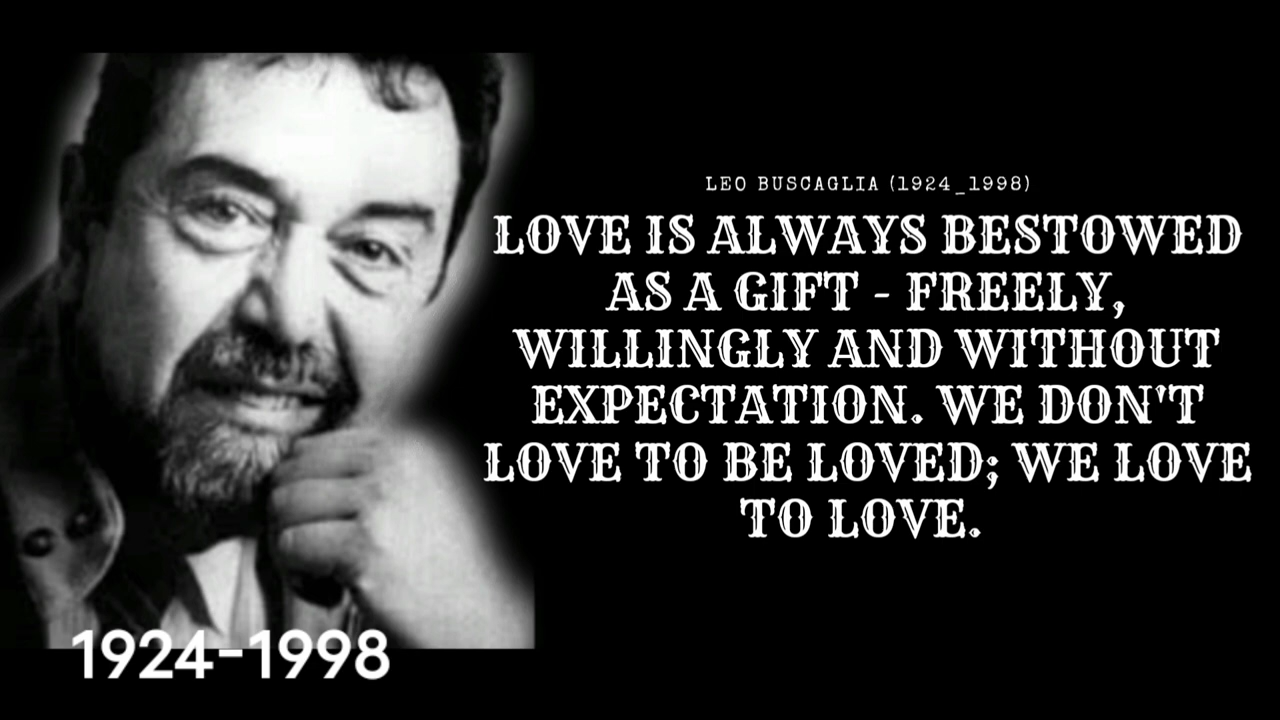 LEO BUSCAGLIA (1924_1998)
LOVE IS ALWAYS BESTOWED
AS A GIFT - FREELY,
WILLINGLY AND WITHOUT
EXPECTATION. WE DON'T
LOVE TO BE LOVED; WE LOVE
TO LOVE.
1924-1998